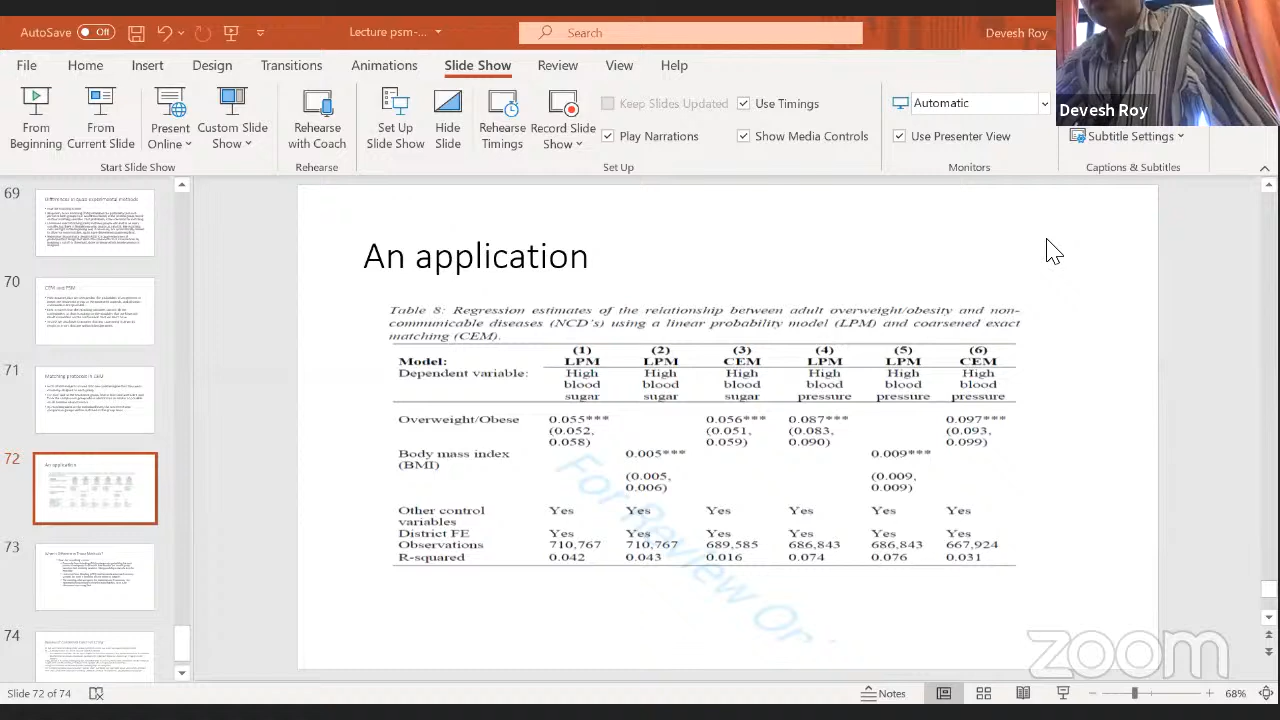 AutoSave Off Lecture psm-... Search Devesh Roy
File Home Insert Design Transitions Animations Slide Show Review View Help
From Beginning
From Current Slide
Present Online
Custom Slide Show
Start Slide Show
Rehearse with Coach
Rehearse
Set Up Slide Show
Hide Slide
Rehearse Timings
Record Slide Show
Keep Slides Updated
Play Narrations
Use Timings
Show Media Controls
Set Up
Automatic
Use Presenter View
Monitors
Subtitle Settings
Captions & Subtitles
Devesh Roy
69
70
CEM and PSM
71
Matching processes in CEM
72
An application
73
74
An application
Table 8: Regression estimates of the relationship between adult overweight/obesity and non-
communicable diseases (NCD's) using a linear probability model (LPM) and coarsened exact
matching (CEM).
(1) (2) (3) (4) (5) (6)
Model: LPM LPM CEM LPM LPM CEM
Dependent variable: High High High High High High
blood blood blood blood blood blood
sugar sugar sugar pressure pressure pressure
Overweight/Obese 0.055*** 0.056*** 0.087*** 0.097***
(0.052, (0.051, (0.083, (0.093,
0.058) 0.059) 0.090) 0.099)
Body mass index 0.005*** 0.009***
(BMI)
(0.005, (0.009,
0.006) 0.009)
Other control Yes Yes Yes Yes Yes Yes
variables
District FE Yes Yes Yes Yes Yes Yes
Observations 710,767 710,767 689,585 686,843 686,843 667,924
R-squared 0.042 0.043 0.016 0.074 0.076 0.031
For Review
zoom
Slide 72 of 74 Notes 68%